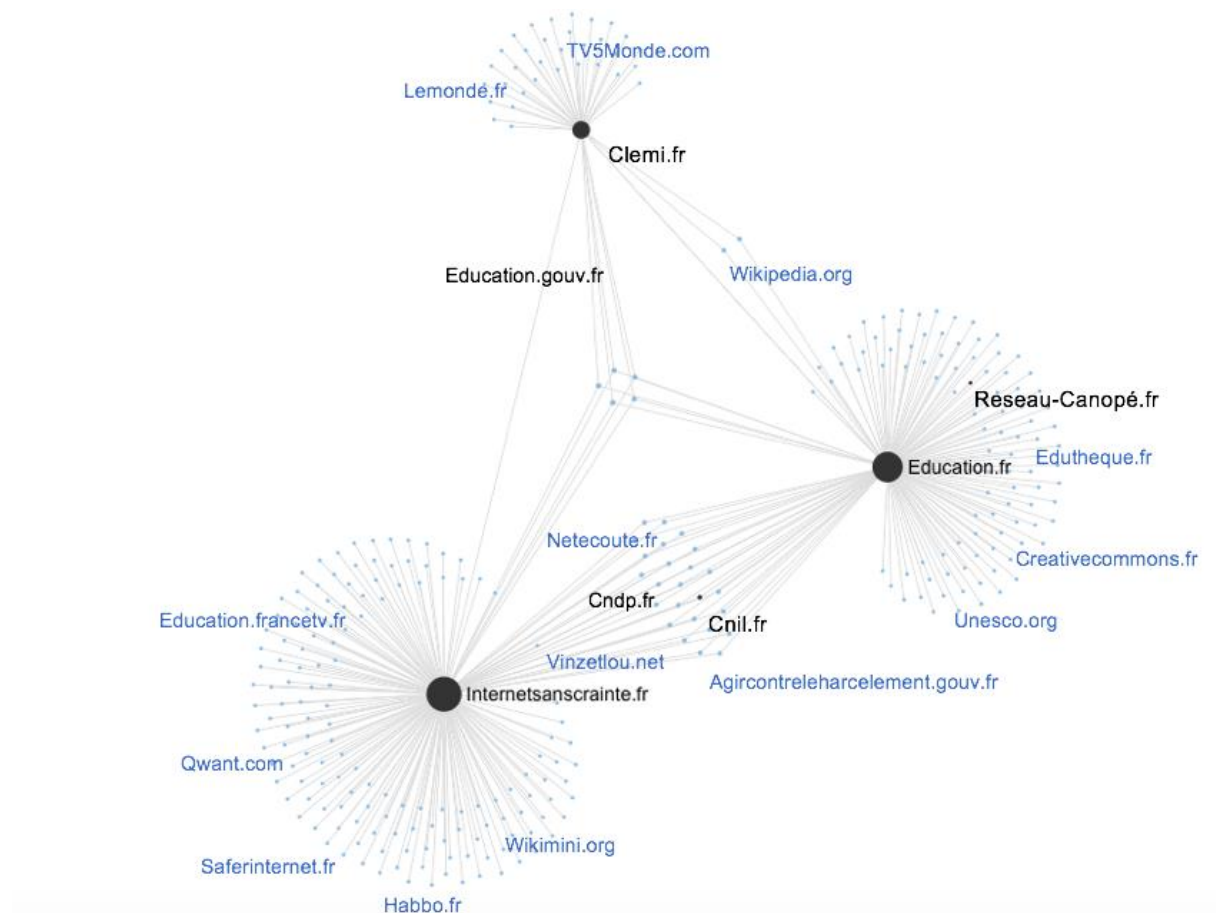 TV5Monde.com
Lemonde.fr
Clemi.fr
Education.gouv.fr
Wikipedia.org
Reseau-Canopé.fr
Edutheque.fr
Education.fr
Netecoute.fr
Creativecommons.fr
Cndp.fr
Education.francetv.fr
Cnil.fr
Unesco.org
Vinzetlou.net
Agircontreleharcelement.gouv.fr
Internetsanscrainte.fr
Qwant.com
Wikimini.org
Saferinternet.fr
Habbo.fr